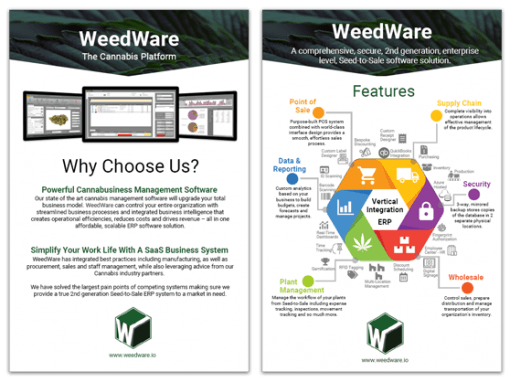 WeedWare
The Cannabis Platform
Why Choose Us?
Powerful Cannabusiness Management Software
Our state of the art cannabis management software will upgrade your total
business model. WeedWare can control your entire organization with
streamlined business processes and integrated business intelligence that
creates operational efficiencies, reduces costs and drives revenue – all in one
affordable, scalable ERP software solution.
Simplify Your Work Life With A SaaS Business System
WeedWare has integrated best practices including manufacturing, as well as
procurement, sales and staff management, while also leveraging advice from our
Cannabis industry partners.
We have solved the largest pain points of competing systems making sure we
provide a true 2nd generation Seed-to-Sale ERP system to a market in need.
W
www.weedware.io
WeedWare
A comprehensive, secure, 2nd generation, enterprise
level, Seed-to-Sale software solution.
Features
Point of
Sale
Purpose-built POS system
combined with world-class
interface design provides a
smooth, effortless sales
process.
Supply Chain
Complete visibility into
operations allows
effective management
of the product lifecycle.
Data &
Reporting
Custom analytics
based on your
business to build
budgets, create
forecasts and
manage projects.
Security
3-way, mirrored
backup stores copies
of the database in 2
separate physical
locations.
Plant
Management
Manage the workflow of your plants
from Seed-to-Sale including expense
tracking, inspections, movement
tracking and so much more.
Wholesale
Control sales, prepare
distribution and manage
transportation of your
organization's inventory.
Vertical
Integration
ERP
Bespoke
Discounting
Custom
Receipt
Designer
QuickBooks
Integration
Purchasing
Inventory
Production
Custom Label
Designer
ID Scanning
Barcode
Scanning
Azure
Hosted
Fingerprint
Authorization
Employee
Center - HR
Digital
Signage
Discount
Scheduling
Multi-Location
Management
RFID Tagging
Gamification
Time
Tracking
Real-Time
Dashboards
W
www.weedware.io